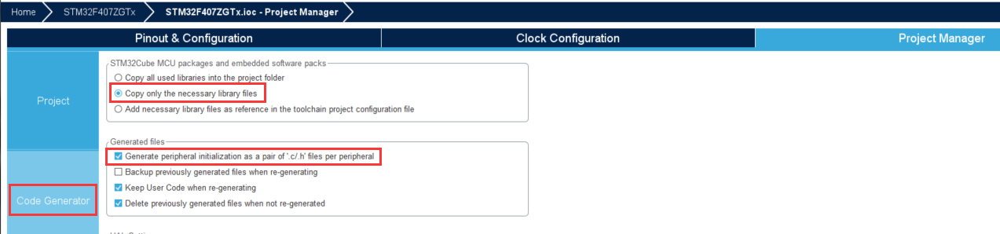 Home STM32F407ZGTx STM32F407ZGTx.ioc - Project Manager
Pinout & Configuration Clock Configuration Project Manager
STM32Cube MCU packages and embedded software packs
Copy all used libraries into the project folder
Copy only the necessary library files
Add necessary library files as reference in the toolchain project configuration file
Project
Generated files
Generate peripheral initialization as a pair of '.c/.h' files per peripheral
Backup previously generated files when re-generating
Keep User Code when re-generating
Delete previously generated files when not re-generated
Code Generator